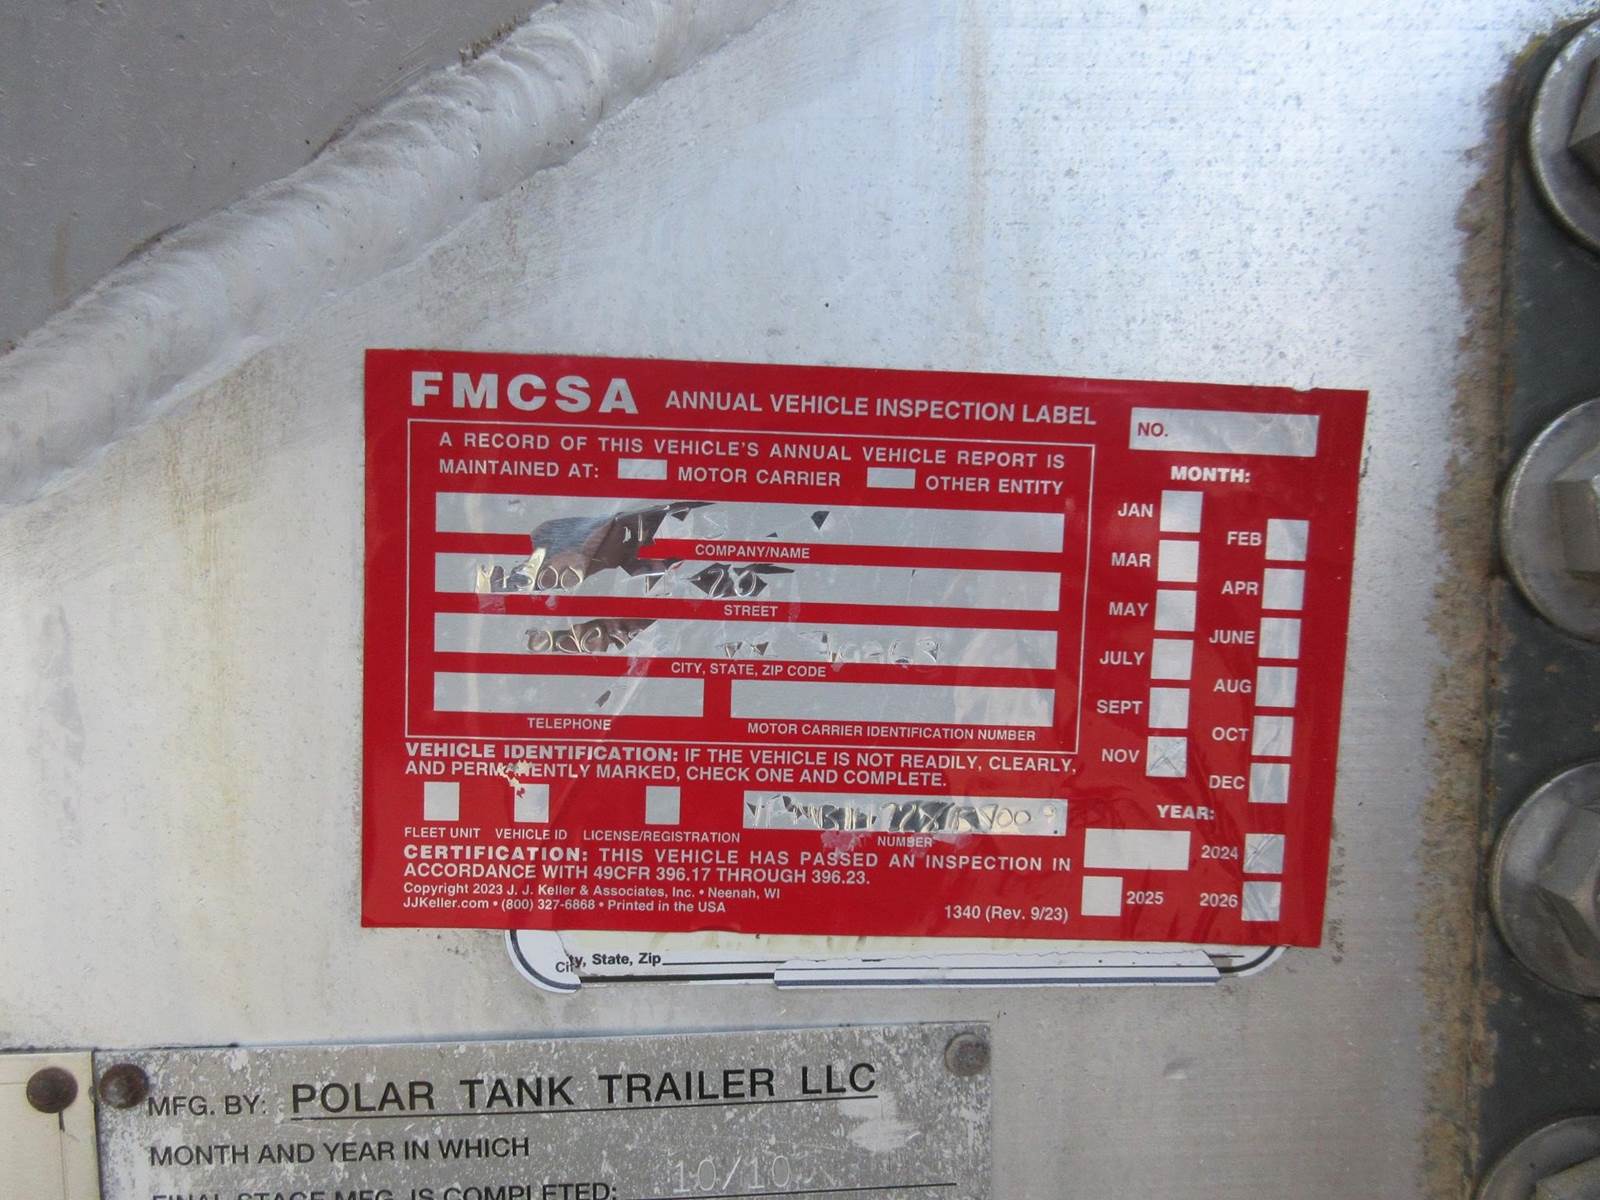 FMCSA ANNUAL VEHICLE INSPECTION LABEL
NO.
A RECORD OF THIS VEHICLE'S ANNUAL VEHICLE REPORT IS
MAINTAINED AT: MOTOR CARRIER OTHER ENTITY
COMPANY/NAME
STREET
CITY, STATE, ZIP CODE
TELEPHONE MOTOR CARRIER IDENTIFICATION NUMBER
MONTH:
JAN
FEB
MAR
APR
MAY
JUNE
JULY
AUG
SEPT
OCT
NOV
DEC
VEHICLE IDENTIFICATION: IF THE VEHICLE IS NOT READILY, CLEARLY,
AND PERMANENTLY MARKED, CHECK ONE AND COMPLETE.
FLEET UNIT VEHICLE ID LICENSE/REGISTRATION NUMBER
YEAR:
2024
2025 2026
CERTIFICATION: THIS VEHICLE HAS PASSED AN INSPECTION IN
ACCORDANCE WITH 49CFR 396.17 THROUGH 396.23.
Copyright 2023 J. J. Keller & Associates, Inc. • Neenah, WI
JJKeller.com • (800) 327-6868 • Printed in the USA
1340 (Rev. 9/23)
City, State, Zip
MFG. BY: POLAR TANK TRAILER LLC
MONTH AND YEAR IN WHICH
FINAL STAGE MFG. IS COMPLETED: 10/10